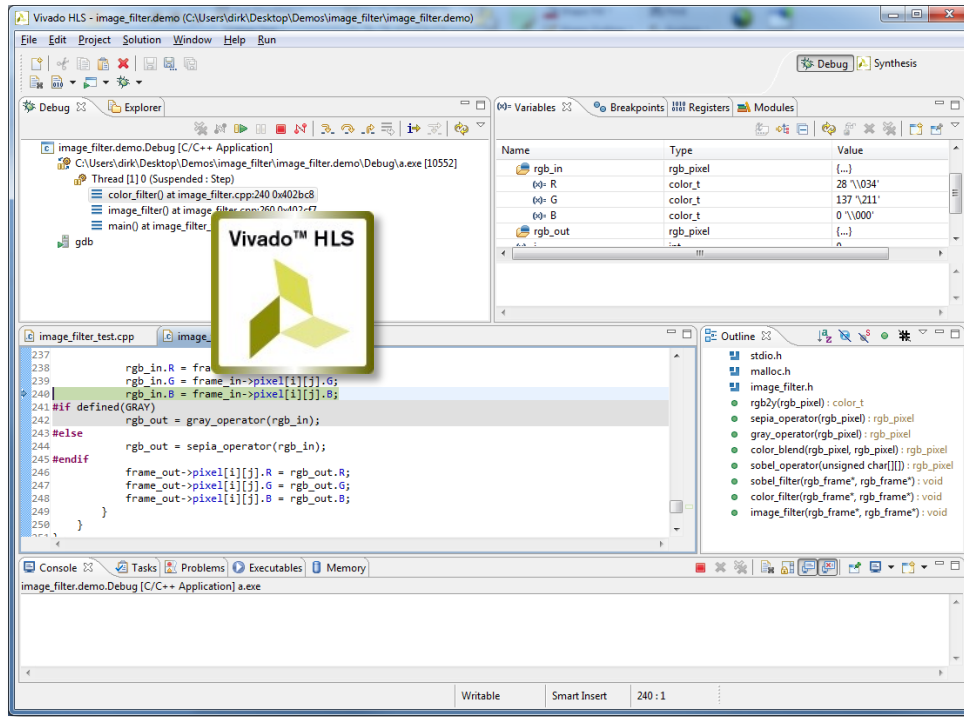 Vivado HLS - image_filter.demo (C:\Users\dirk\Desktop\Demos\image_filter\image_filter.demo)
File Edit Project Solution Window Help Run
Debug Synthesis
Debug Explorer
(x)= Variables Breakpoints Registers Modules
image_filter.demo.Debug [C/C++ Application]
C:\Users\dirk\Desktop\Demos\image_filter\image_filter.demo\Debug\a.exe [10552]
Thread [1] 0 (Suspended : Step)
color_filter() at image_filter.cpp:240 0x402bc8
image_filter() at image_filter.cpp:260 0x402cf7
main() at image_filter_
gdb
Name Type Value
rgb_in rgb_pixel {...}
(x)= R color_t 28 '\\034'
(x)= G color_t 137 '\211'
(x)= B color_t 0 '\\000'
rgb_out rgb_pixel {...}
Vivado™ HLS
image_filter_test.cpp image_
237
238 rgb_in.R = fra
239 rgb_in.G = frame_in->pixel[i][j].G;
240 rgb_in.B = frame_in->pixel[i][j].B;
241 #if defined(GRAY)
242 rgb_out = gray_operator(rgb_in);
243 #else
244 rgb_out = sepia_operator(rgb_in);
245 #endif
246 frame_out->pixel[i][j].R = rgb_out.R;
247 frame_out->pixel[i][j].G = rgb_out.G;
248 frame_out->pixel[i][j].B = rgb_out.B;
249 }
250 }
Outline
stdio.h
malloc.h
image_filter.h
rgb2y(rgb_pixel) : color_t
sepia_operator(rgb_pixel) : rgb_pixel
gray_operator(rgb_pixel) : rgb_pixel
color_blend(rgb_pixel, rgb_pixel) : rgb_pixel
sobel_operator(unsigned char[][]) : rgb_pixel
sobel_filter(rgb_frame*, rgb_frame*) : void
color_filter(rgb_frame*, rgb_frame*) : void
image_filter(rgb_frame*, rgb_frame*) : void
Console Tasks Problems Executables Memory
image_filter.demo.Debug [C/C++ Application] a.exe
Writable Smart Insert 240 : 1